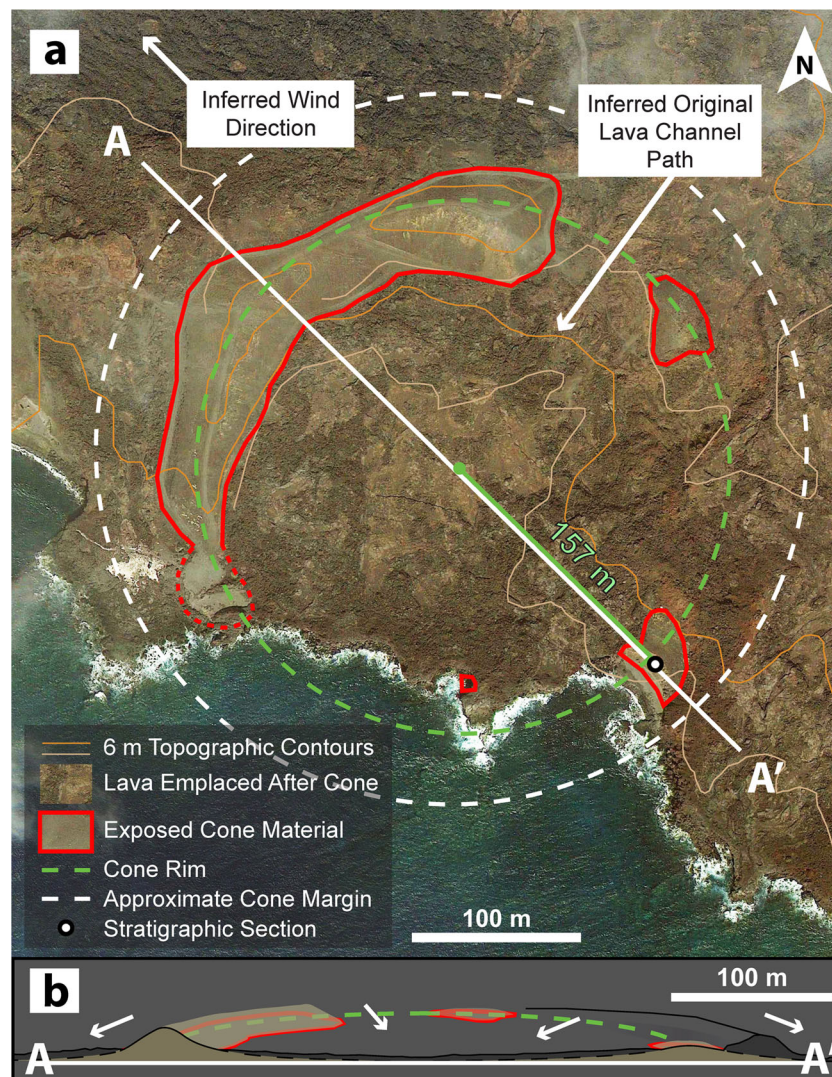 a
N
Inferred Wind
Direction
Inferred Original
Lava Channel
Path
A
157 m
A'
6 m Topographic Contours
Lava Emplaced After Cone
Exposed Cone Material
Cone Rim
Approximate Cone Margin
Stratigraphic Section
100 m
b
100 m
A
A'